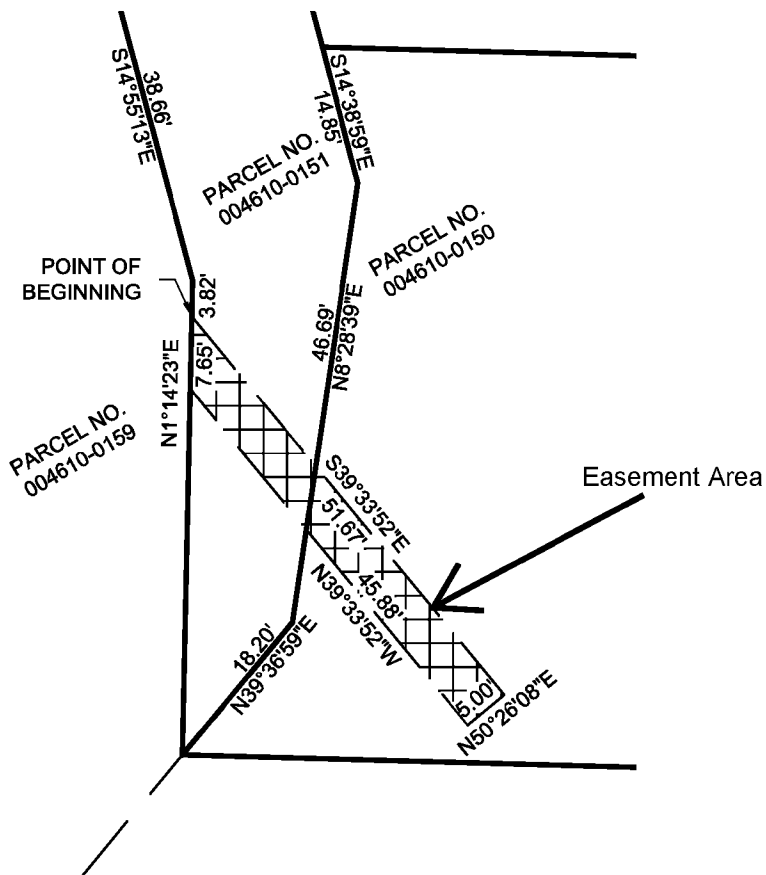 38.66'
S14°55'13"E
S14°38'59"E
14.85'
PARCEL NO.
004610-0151
PARCEL NO.
004610-0150
POINT OF
BEGINNING
3.82'
46.69'
N8°28'39"E
7.65'
N1°14'23"E
PARCEL NO.
004610-0159
S39°33'52"E
51.67'
Easement Area
45.88'
N39°33'52"W
18.20'
N39°36'59"E
5.00'
N50°26'08"E